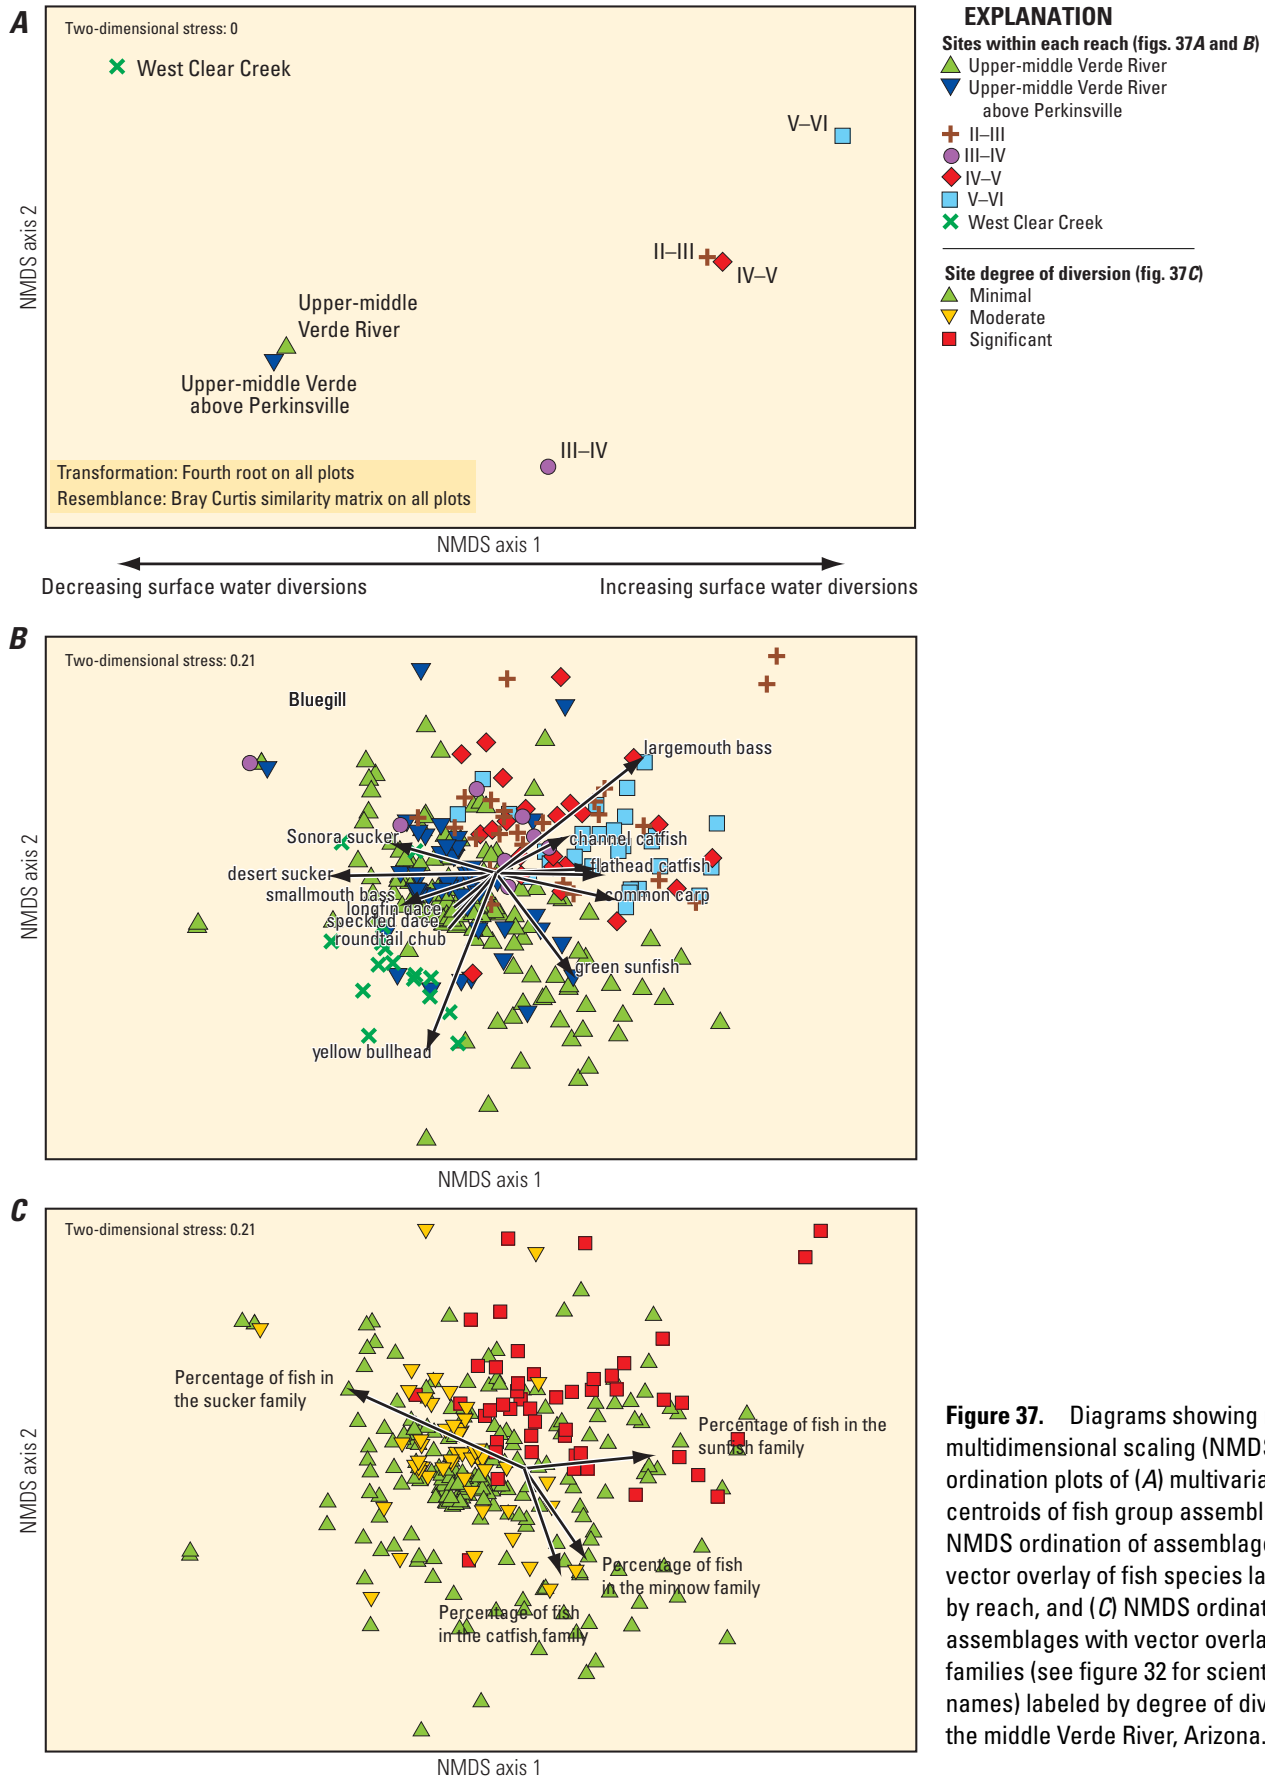 A
Two-dimensional stress: 0
West Clear Creek
V–VI
II–III
IV–V
Upper-middle
Verde River
Upper-middle Verde
above Perkinsville
III–IV
Transformation: Fourth root on all plots
Resemblance: Bray Curtis similarity matrix on all plots
NMDS axis 2
NMDS axis 1
Decreasing surface water diversions
Increasing surface water diversions
EXPLANATION
Sites within each reach (figs. 37A and B)
Upper-middle Verde River
Upper-middle Verde River
above Perkinsville
II–III
III–IV
IV–V
V–VI
West Clear Creek
Site degree of diversion (fig. 37C)
Minimal
Moderate
Significant
B
Two-dimensional stress: 0.21
Bluegill
largemouth bass
Sonora sucker
channel catfish
desert sucker
flathead catfish
smallmouth bass
common carp
longfin dace
speckled dace
roundtail chub
green sunfish
yellow bullhead
NMDS axis 2
NMDS axis 1
C
Two-dimensional stress: 0.21
Percentage of fish in
the sucker family
Percentage of fish in the
sunfish family
Percentage of fish
in the minnow family
Percentage of fish
in the catfish family
NMDS axis 2
NMDS axis 1
Figure 37. Diagrams showing
multidimensional scaling (NMDS
ordination plots of (A) multivaria
centroids of fish group assembl
NMDS ordination of assemblage
vector overlay of fish species la
by reach, and (C) NMDS ordinat
assemblages with vector overla
families (see figure 32 for scient
names) labeled by degree of div
the middle Verde River, Arizona.